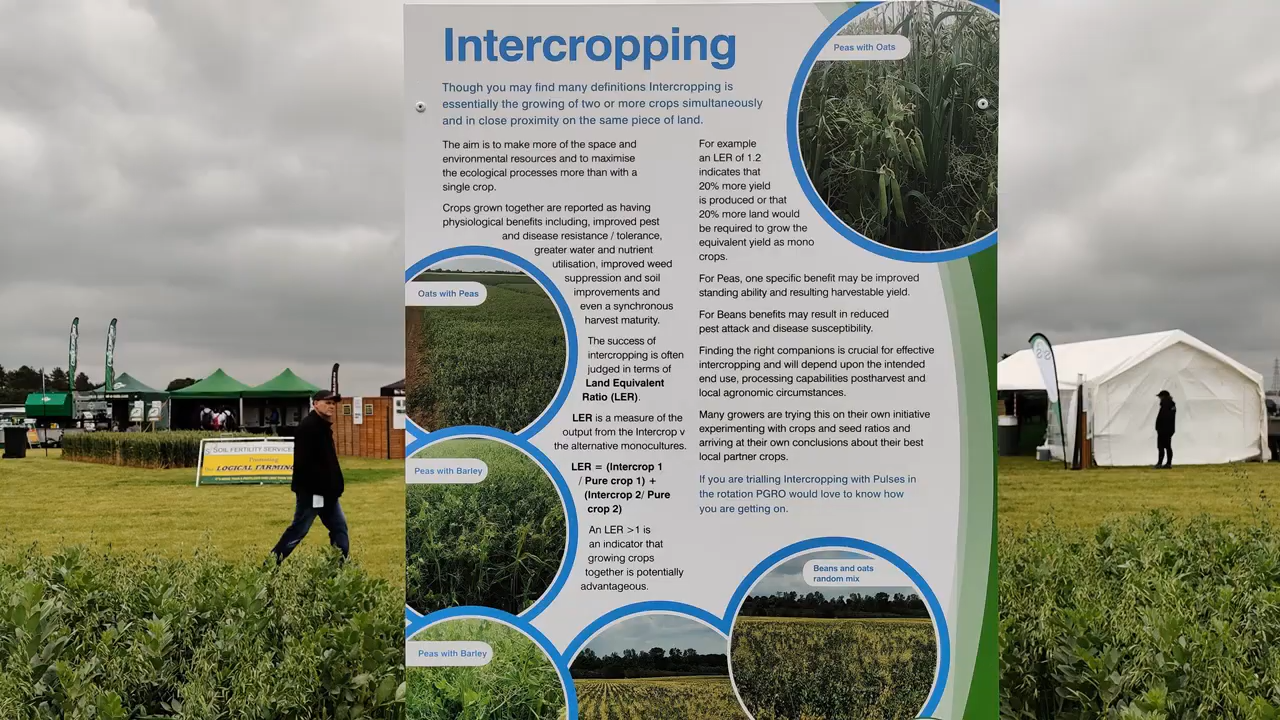 Intercropping
Though you may find many definitions Intercropping is
essentially the growing of two or more crops simultaneously
and in close proximity on the same piece of land.
The aim is to make more of the space and
environmental resources and to maximise
the ecological processes more than with a
single crop.
Crops grown together are reported as having
physiological benefits including, improved pest
and disease resistance / tolerance,
greater water and nutrient
utilisation, improved weed
suppression and soil
improvements and
even a synchronous
harvest maturity.
The success of
intercropping is often
judged in terms of
Land Equivalent
Ratio (LER).
LER is a measure of the
output from the Intercrop v
the alternative monocultures.
LER = (Intercrop 1
/ Pure crop 1) +
(Intercrop 2/ Pure
crop 2)
An LER >1 is
an indicator that
growing crops
together is potentially
advantageous.
For example
an LER of 1.2
indicates that
20% more yield
is produced or that
20% more land would
be required to grow the
equivalent yield as mono
crops.
For Peas, one specific benefit may be improved
standing ability and resulting harvestable yield.
For Beans benefits may result in reduced
pest attack and disease susceptibility.
Finding the right companions is crucial for effective
intercropping and will depend upon the intended
end use, processing capabilities postharvest and
local agronomic circumstances.
Many growers are trying this on their own initiative
experimenting with crops and seed ratios and
arriving at their own conclusions about their best
local partner crops.
If you are trialling Intercropping with Pulses in
the rotation PGRO would love to know how
you are getting on.
Peas with Oats
Oats with Peas
Peas with Barley
Peas with Barley
Beans and oats
random mix
SOIL FERTILITY SERVICES
LOGICAL FARMING